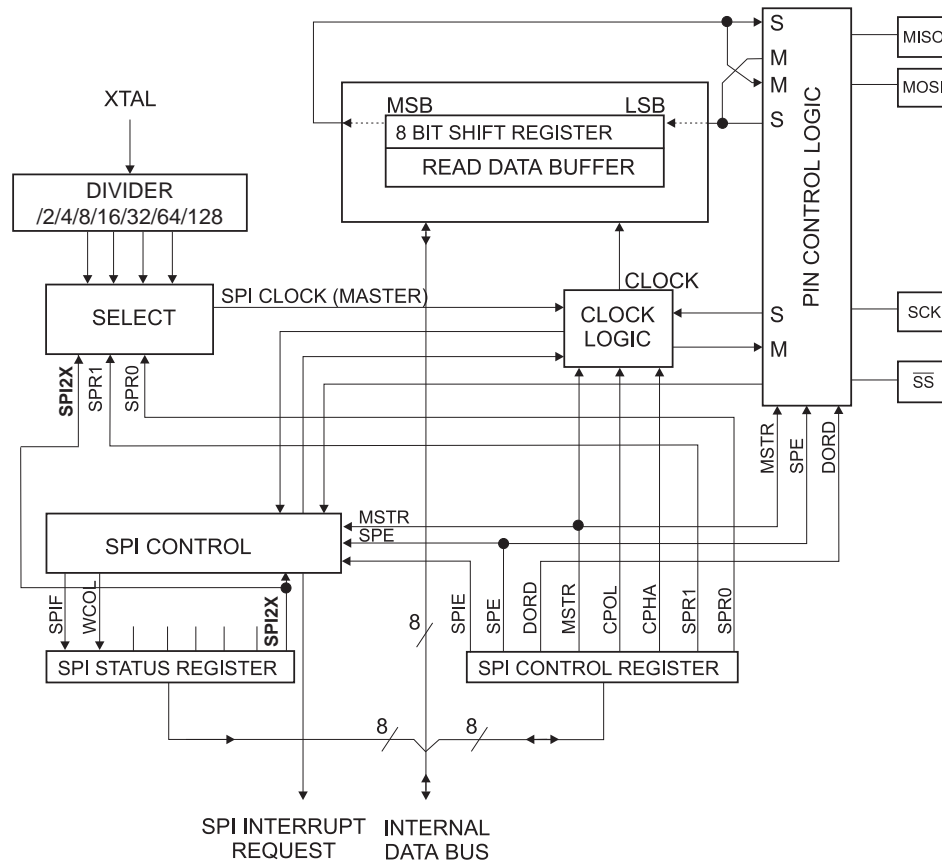 S
MISO
M
MSB
LSB
M
MOSI
XTAL
8 BIT SHIFT REGISTER
S
READ DATA BUFFER
DIVIDER
/2/4/8/16/32/64/128
PIN CONTROL LOGIC
CLOCK
SPI CLOCK (MASTER)
SELECT
CLOCK
LOGIC
S
SCK
M
SS
SPI2X
SPR1
SPR0
MSTR
SPE
DORD
MSTR
SPE
SPI CONTROL
SPIF
WCOL
SPI2X
8
SPIE
SPE
DORD
MSTR
CPOL
CPHA
SPR1
SPR0
SPI STATUS REGISTER
SPI CONTROL REGISTER
8
8
SPI INTERRUPT
REQUEST
INTERNAL
DATA BUS